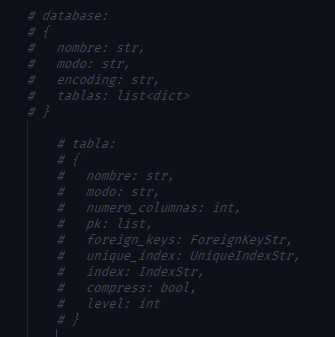 # database:
# {
#   nombre: str,
#   modo: str,
#   encoding: str,
#   tablas: list<dict>
# }
# tabla:
# {
#   nombre: str,
#   modo: str,
#   numero_columnas: int,
#   pk: list,
#   foreign_keys: ForeignKeyStr,
#   unique_index: UniqueIndexStr,
#   index: IndexStr,
#   compress: bool,
#   level: int
# }